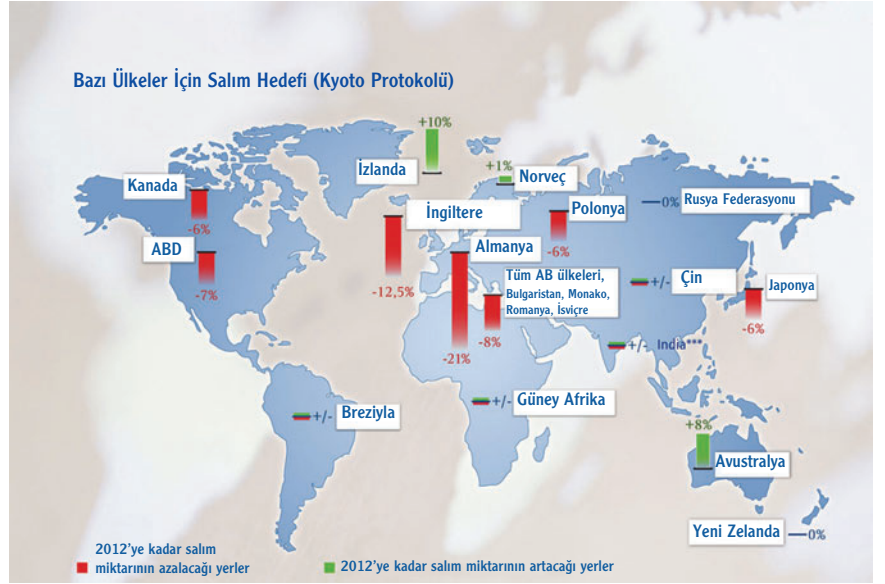 Bazı Ülkeler İçin Salım Hedefi (Kyoto Protokolü)
+10%
İzlanda
+1%
Norveç
Kanada
-6%
İngiltere
-12,5%
Polonya
-6%
0% Rusya Federasyonu
ABD
-7%
Almanya
-21%
Tüm AB ülkeleri,
Bulgaristan, Monako,
Romanya, İsviçre
-8%
+/- Çin
Japonya
-6%
+/- India***
+/- Breziyla
+/- Güney Afrika
+8%
Avustralya
Yeni Zelanda 0%
2012'ye kadar salım
miktarının azalacağı yerler
2012'ye kadar salım miktarının artacağı yerler